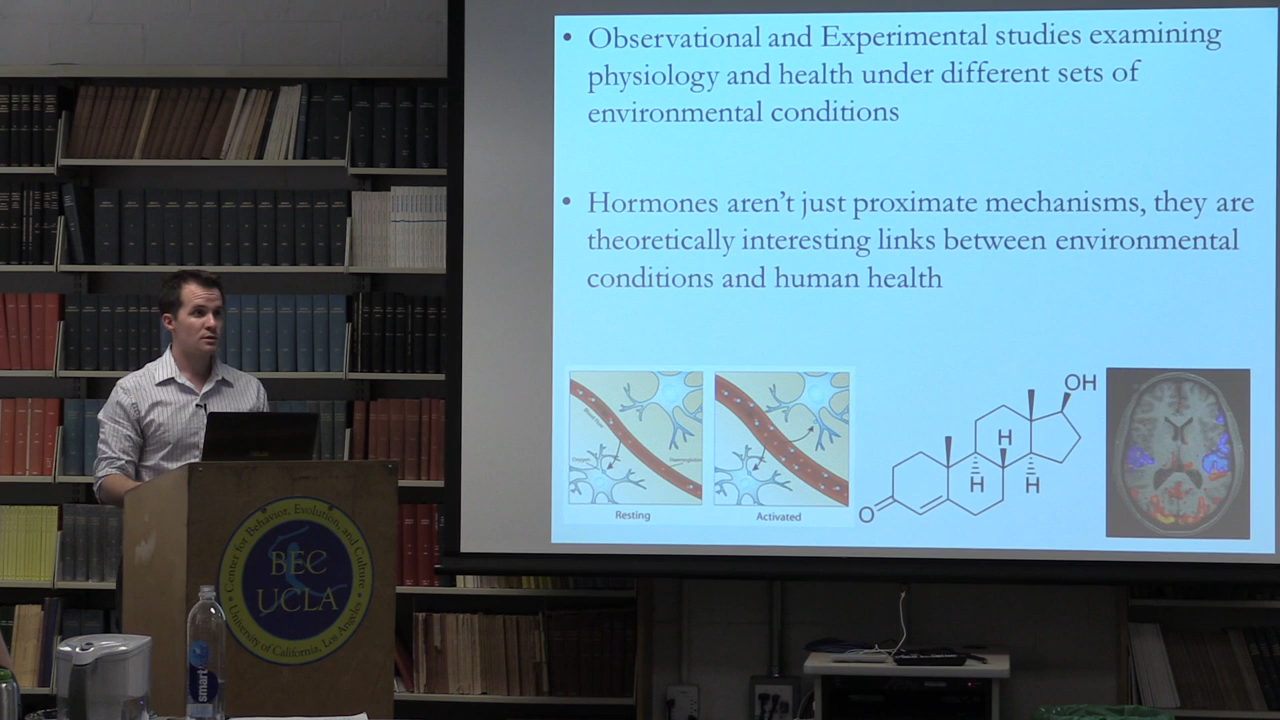 • Observational and Experimental studies examining
physiology and health under different sets of
environmental conditions
• Hormones aren't just proximate mechanisms, they are
theoretically interesting links between environmental
conditions and human health
Resting
Activated
OH
H
H
H
O
Center for Behavior, Evolution, and Culture
BEC
UCLA
University of California, Los Angeles
smart